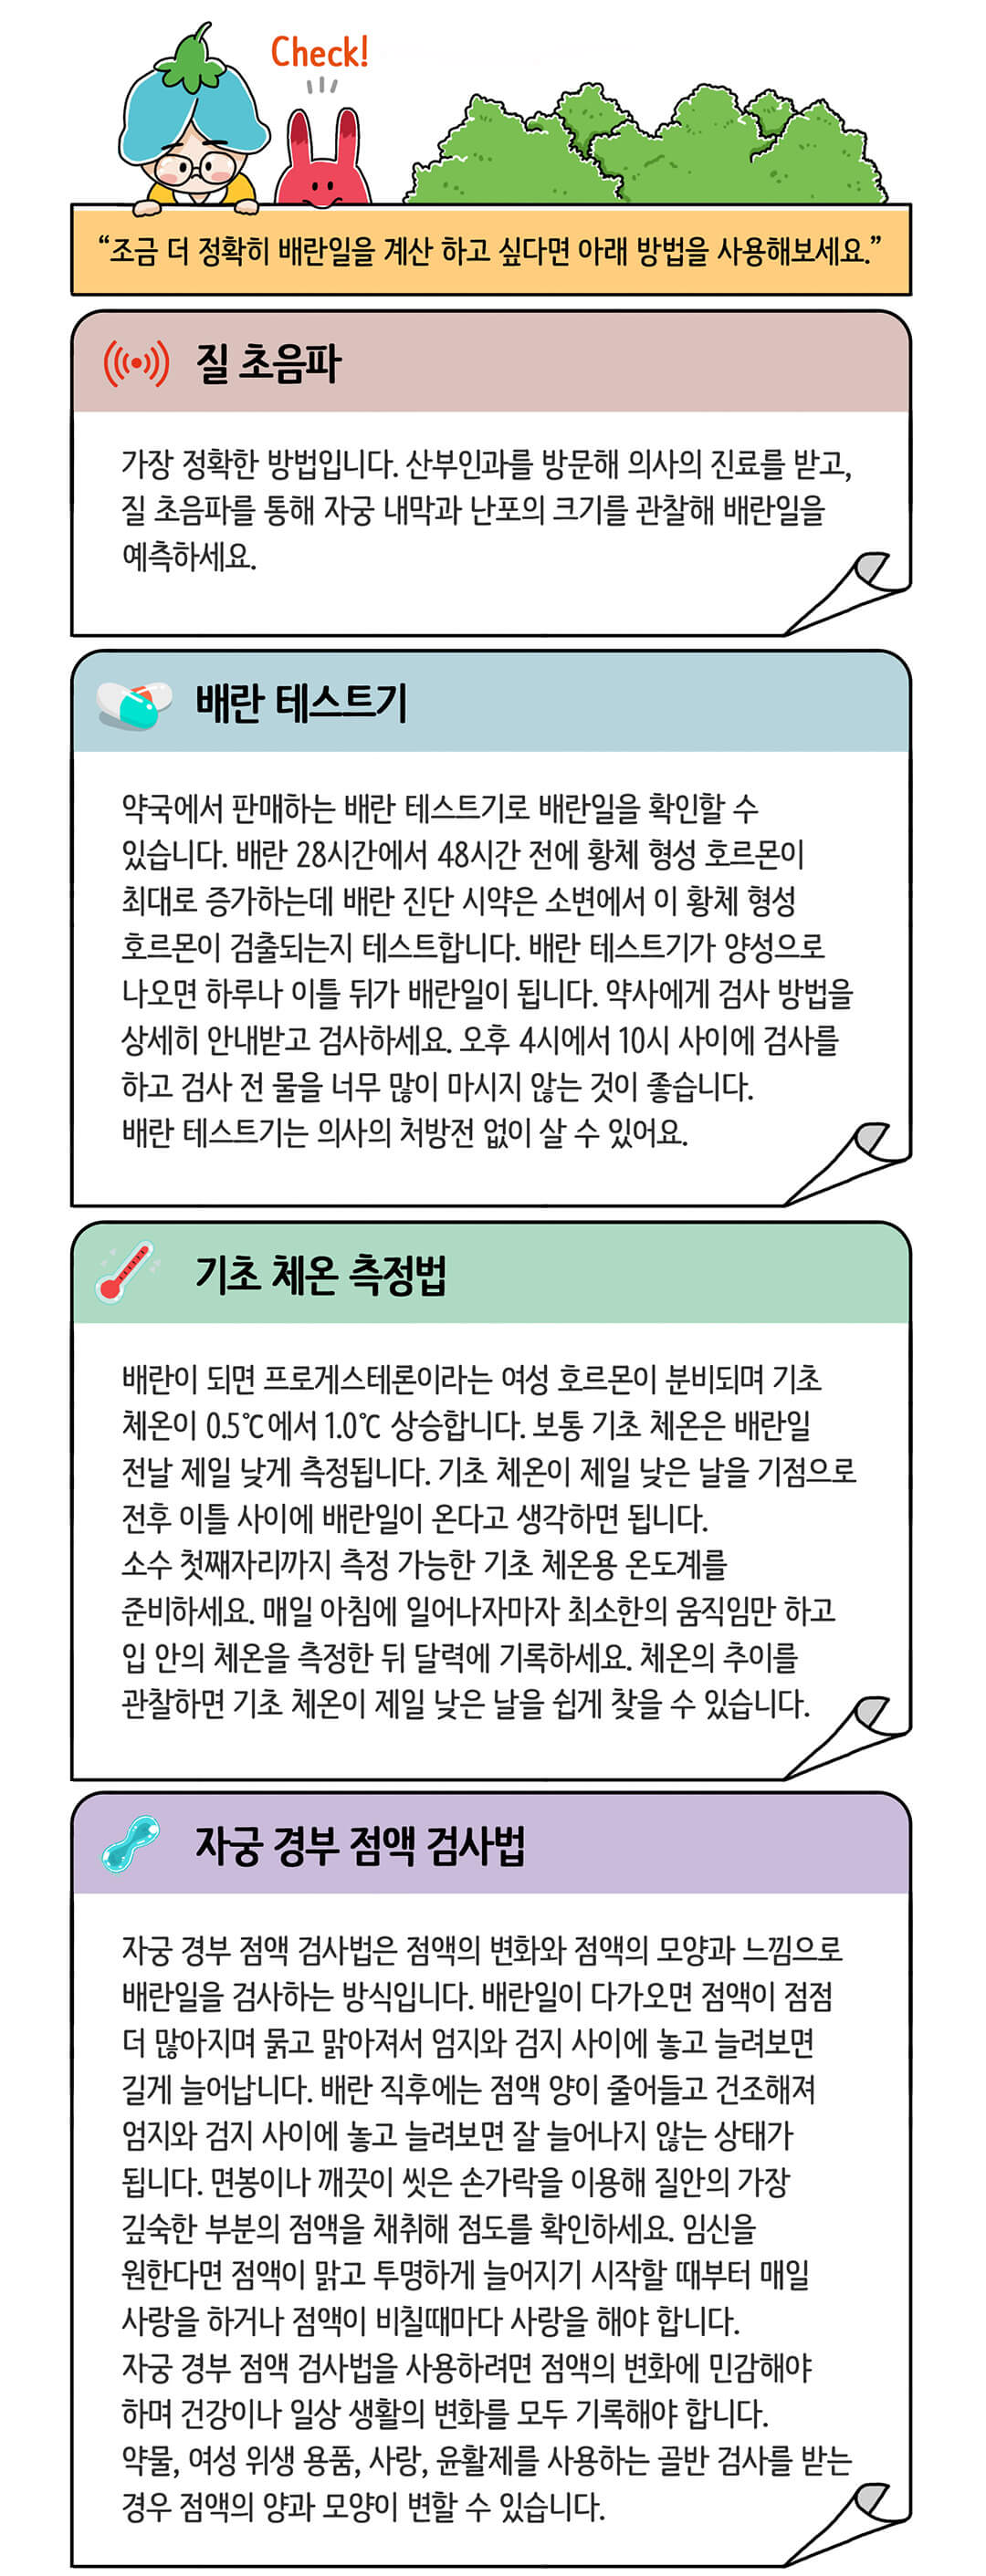 Check!
“조금 더 정확히 배란일을 계산 하고 싶다면 아래 방법을 사용해보세요.”
질 초음파
가장 정확한 방법입니다. 산부인과를 방문해 의사의 진료를 받고,
질 초음파를 통해 자궁 내막과 난포의 크기를 관찰해 배란일을
예측하세요.
배란 테스트기
약국에서 판매하는 배란 테스트기로 배란일을 확인할 수
있습니다. 배란 28시간에서 48시간 전에 황체 형성 호르몬이
최대로 증가하는데 배란 진단 시약은 소변에서 이 황체 형성
호르몬이 검출되는지 테스트합니다. 배란 테스트기가 양성으로
나오면 하루나 이틀 뒤가 배란일이 됩니다. 약사에게 검사 방법을
상세히 안내받고 검사하세요. 오후 4시에서 10시 사이에 검사를
하고 검사 전 물을 너무 많이 마시지 않는 것이 좋습니다.
배란 테스트기는 의사의 처방전 없이 살 수 있어요.
기초 체온 측정법
배란이 되면 프로게스테론이라는 여성 호르몬이 분비되며 기초
체온이 0.5℃에서 1.0℃ 상승합니다. 보통 기초 체온은 배란일
전날 제일 낮게 측정됩니다. 기초 체온이 제일 낮은 날을 기점으로
전후 이틀 사이에 배란일이 온다고 생각하면 됩니다.
소수 첫째자리까지 측정 가능한 기초 체온용 온도계를
준비하세요. 매일 아침에 일어나자마자 최소한의 움직임만 하고
입 안의 체온을 측정한 뒤 달력에 기록하세요. 체온의 추이를
관찰하면 기초 체온이 제일 낮은 날을 쉽게 찾을 수 있습니다.
자궁 경부 점액 검사법
자궁 경부 점액 검사법은 점액의 변화와 점액의 모양과 느낌으로
배란일을 검사하는 방식입니다. 배란일이 다가오면 점액이 점점
더 많아지며 묽고 맑아져서 엄지와 검지 사이에 놓고 늘려보면
길게 늘어납니다. 배란 직후에는 점액 양이 줄어들고 건조해져
엄지와 검지 사이에 놓고 늘려보면 잘 늘어나지 않는 상태가
됩니다. 면봉이나 깨끗이 씻은 손가락을 이용해 질안의 가장
깊숙한 부분의 점액을 채취해 점도를 확인하세요. 임신을
원한다면 점액이 맑고 투명하게 늘어지기 시작할 때부터 매일
사랑을 하거나 점액이 비칠때마다 사랑을 해야 합니다.
자궁 경부 점액 검사법을 사용하려면 점액의 변화에 민감해야
하며 건강이나 일상 생활의 변화를 모두 기록해야 합니다.
약물, 여성 위생 용품, 사랑, 윤활제를 사용하는 골반 검사를 받는
경우 점액의 양과 모양이 변할 수 있습니다.